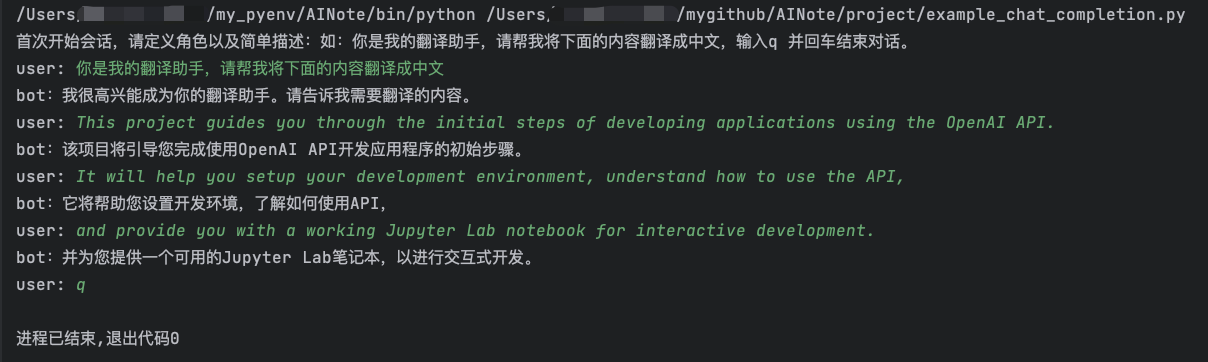 /Users/ /my_pyenv/AINote/bin/python /Users/ /mygithub/AINote/project/example_chat_completion.py
首次开始会话，请定义角色以及简单描述：如：你是我的翻译助手，请帮我将下面的内容翻译成中文，输入q 并回车结束对话。
user: 你是我的翻译助手，请帮我将下面的内容翻译成中文
bot：我很高兴能成为你的翻译助手。请告诉我需要翻译的内容。
user: This project guides you through the initial steps of developing applications using the OpenAI API.
bot：该项目将引导您完成使用OpenAI API开发应用程序的初始步骤。
user: It will help you setup your development environment, understand how to use the API,
bot：它将帮助您设置开发环境，了解如何使用API，
user: and provide you with a working Jupyter Lab notebook for interactive development.
bot：并为您提供一个可用的Jupyter Lab笔记本，以进行交互式开发。
user: q
进程已结束,退出代码0